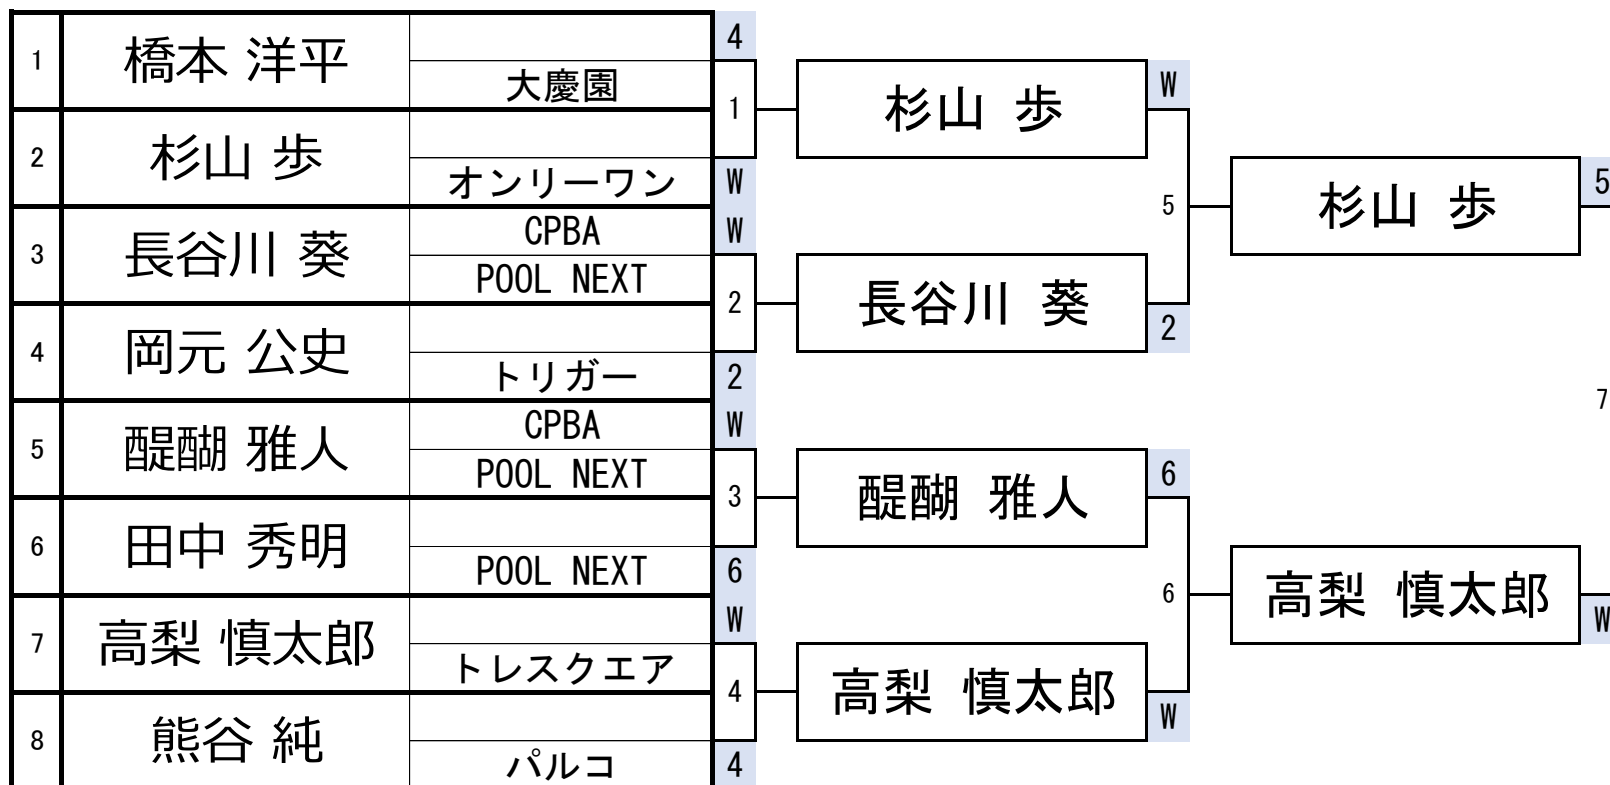 1 橋本 洋平 4
大慶園
1 杉山 歩 W
2 杉山 歩
オンリーワン W
5 杉山 歩 5
3 長谷川 葵 CPBA W
POOL NEXT
2 長谷川 葵 2
4 岡元 公史
トリガー 2
7
5 醍醐 雅人 CPBA W
POOL NEXT
3 醍醐 雅人 6
6 田中 秀明
POOL NEXT 6
6 高梨 慎太郎 W
7 高梨 慎太郎 W
トレスクエア
4 高梨 慎太郎 W
8 熊谷 純
パルコ 4